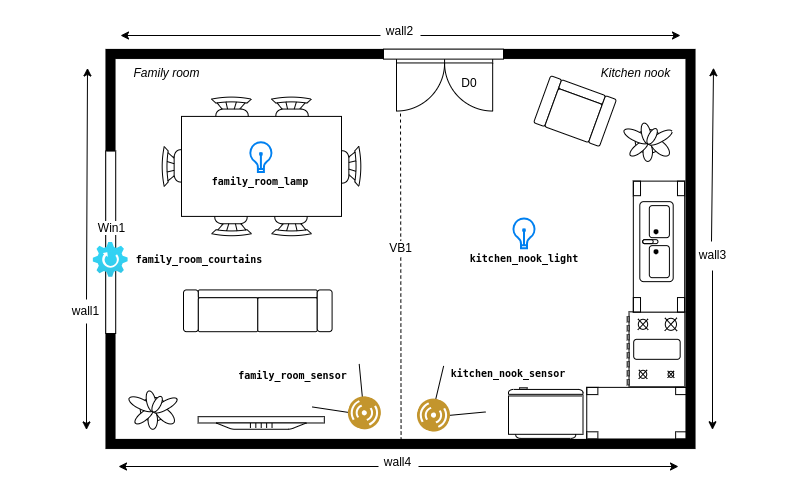 wall2
Family room
Kitchen nook
D0
family_room_lamp
Win1
VB1
kitchen_nook_light
wall3
family_room_courtains
wall1
family_room_sensor
kitchen_nook_sensor
wall4